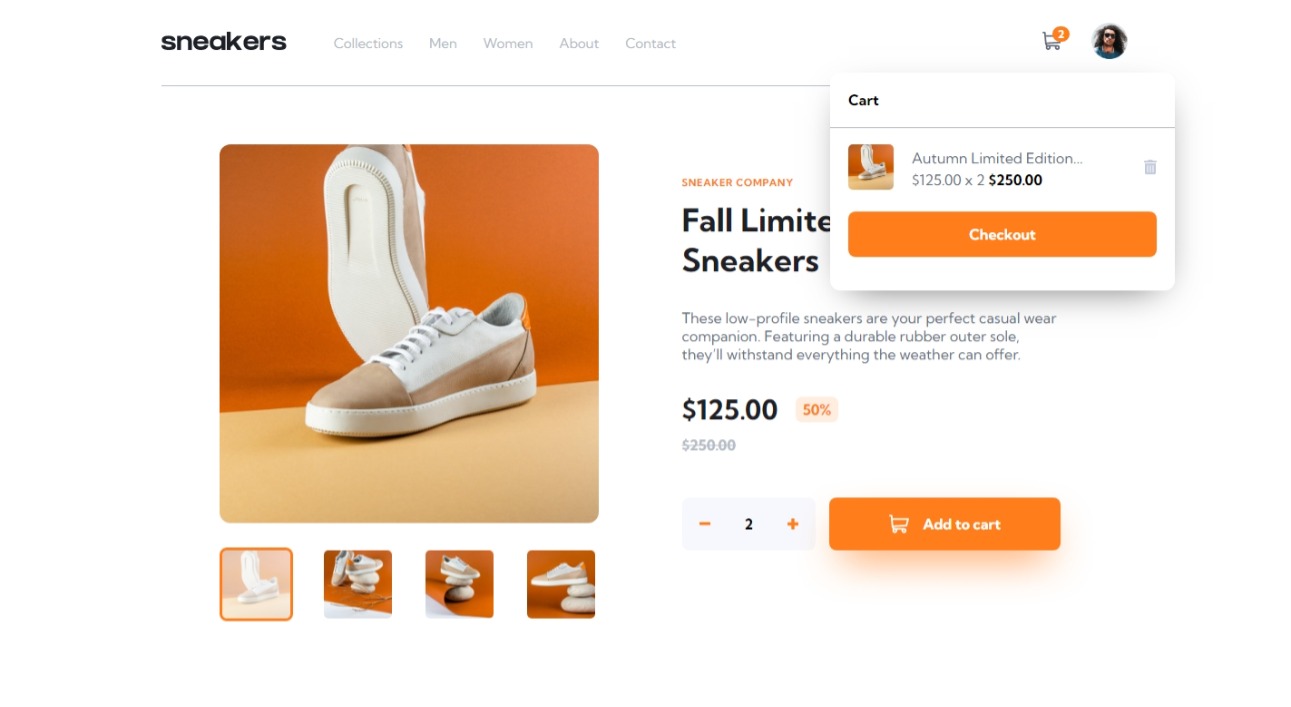 sneakers
Collections
Men
Women
About
Contact
2
Cart
Autumn Limited Edition...
$125.00 x 2 $250.00
Checkout
SNEAKER COMPANY
Fall Limite
Sneakers
These low-profile sneakers are your perfect casual wear
companion. Featuring a durable rubber outer sole,
they'll withstand everything the weather can offer.
$125.00 50%
$250.00
2
Add to cart